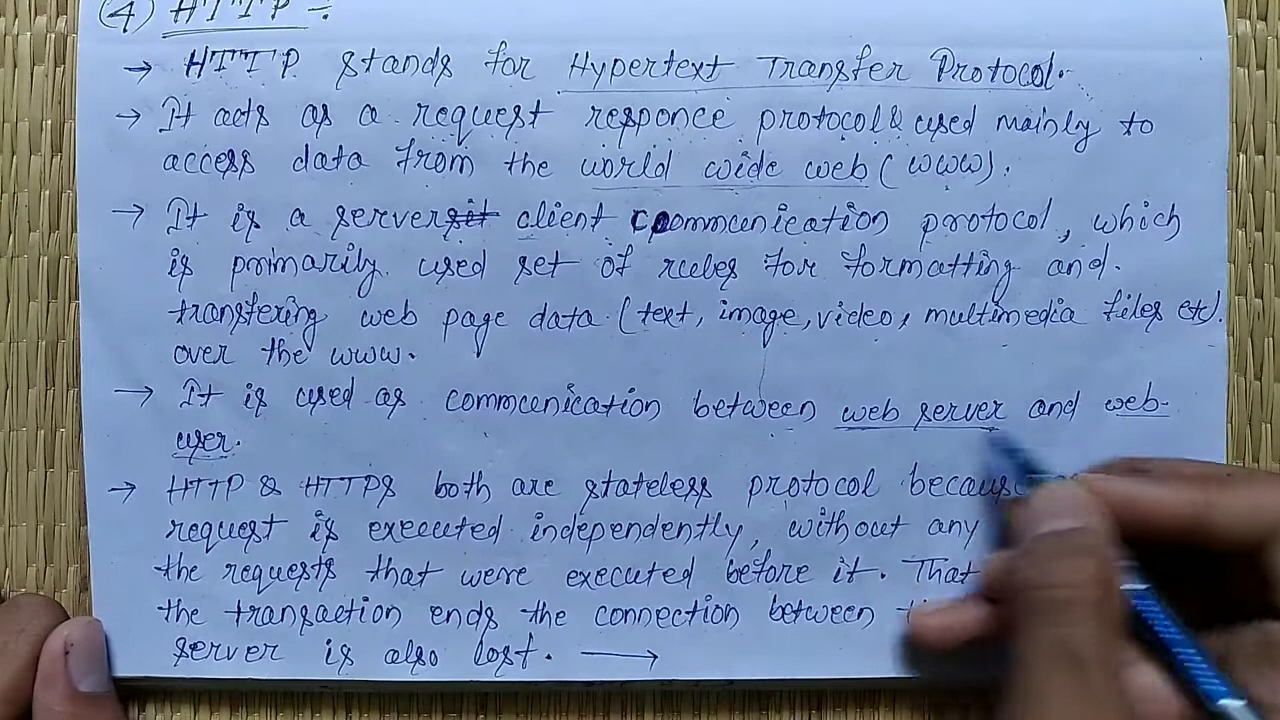 (4) HTTP :-
→ HTTP stands for Hypertext Transfer Protocol.
→ It acts as a request responce protocol & used mainly to
access data from the world wide web (WWW).
→ It is a server client communication protocol, which
is primarily used set of rules for formatting and
transfering web page data (text, image, video, multimedia files etc).
over the www.
→ It is used as communication between web server and web-
user.
→ HTTP & HTTPS both are stateless protocol becaus
request is executed independently, without any
the requests that were executed before it. That
the transaction ends the connection between
server is also lost. →